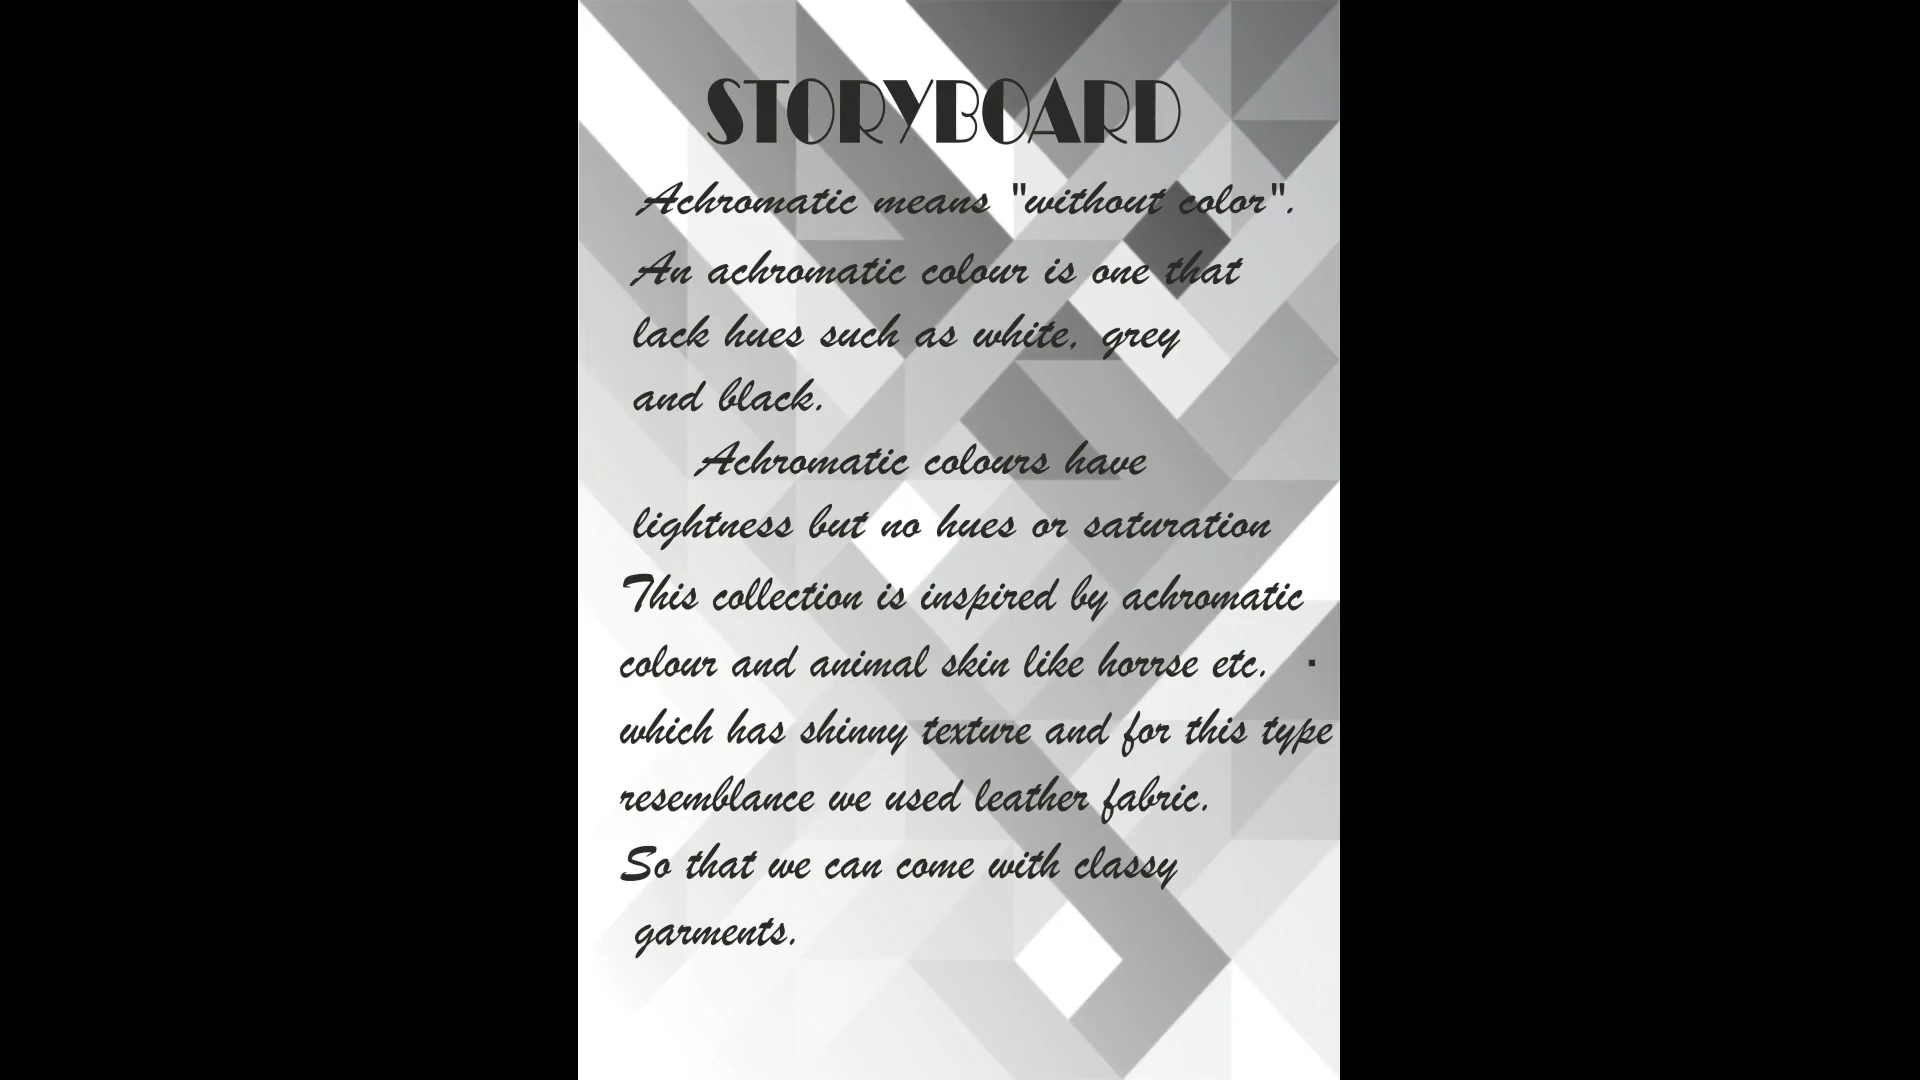 STORYBOARD
Achromatic means "without color".
An achromatic colour is one that
lack hues such as white, grey
and black.
Achromatic colours have
lightness but no hues or saturation
This collection is inspired by achromatic
colour and animal skin like horrse etc. .
which has shinny texture and for this type
resemblance we used leather fabric.
So that we can come with classy
garments.